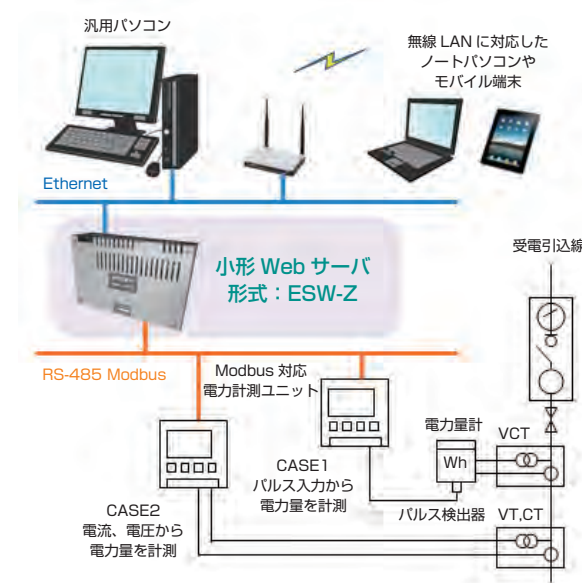 汎用パソコン
無線 LAN に対応した
ノートパソコンや
モバイル端末
Ethernet
小形 Web サーバ
形式：ESW-Z
受電引込線
RS-485 Modbus
Modbus 対応
電力計測ユニット
電力量計
VCT
Wh
CASE1
パルス入力から
電力量を計測
パルス検出器
VT,CT
CASE2
電流、電圧から
電力量を計測